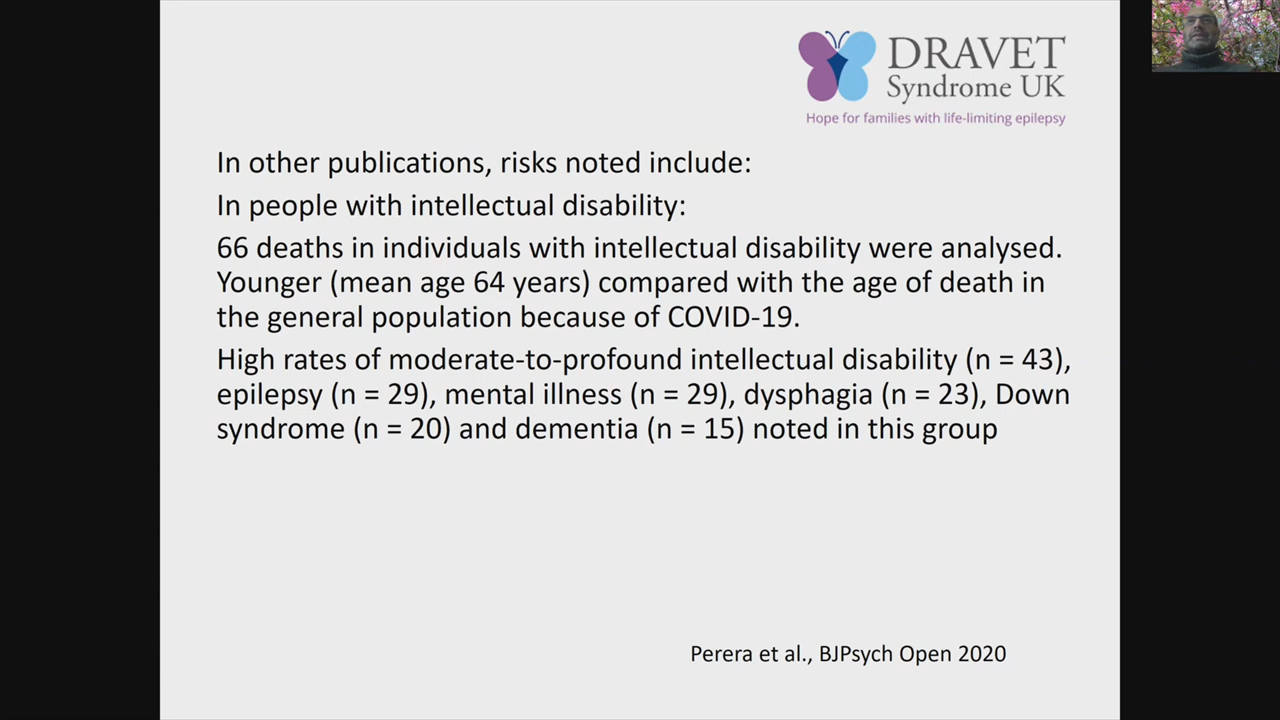 DRAVET
Syndrome UK
Hope for families with life-limiting epilepsy
In other publications, risks noted include:
In people with intellectual disability:
66 deaths in individuals with intellectual disability were analysed.
Younger (mean age 64 years) compared with the age of death in
the general population because of COVID-19.
High rates of moderate-to-profound intellectual disability (n = 43),
epilepsy (n = 29), mental illness (n = 29), dysphagia (n = 23), Down
syndrome (n = 20) and dementia (n = 15) noted in this group
Perera et al., BJPsych Open 2020